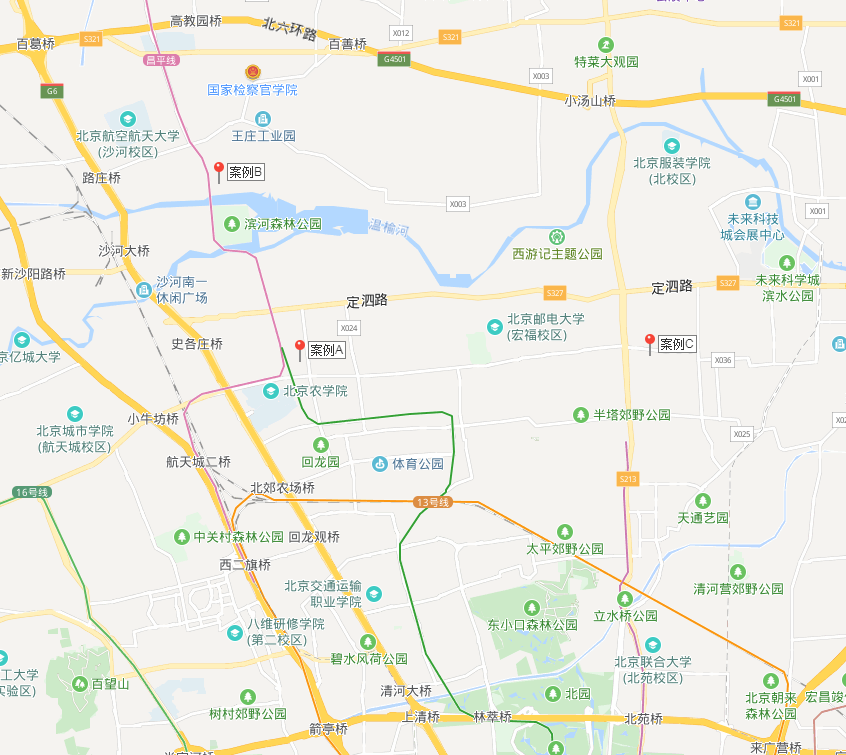 高教园桥
北六环路
百葛桥
S321
X012
S321
S321
百善桥
昌平线
G4501
特菜大观园
X003
X001
G6
国家检察官学院
小汤山桥
G4501
北京航空航天大学
(沙河校区)
王庄工业园
北京服装学院
(北校区)
路庄桥
案例B
X003
未来科技
城会展中心
X001
滨河森林公园
温榆河
沙河大桥
西游记主题公园
新沙阳路桥
沙河南一
休闲广场
未来科学城
滨水公园
定泗路
S327
定泗路
S327
X024
北京邮电大学
(宏福校区)
史各庄桥
案例A
案例C
京亿城大学
X036
北京农学院
北京城市学院
(航天城校区)
小牛坊桥
半塔郊野公园
X025
X02
航天城二桥
回龙园
体育公园
S213
16号线
北郊农场桥
13号线
天通艺园
中关村森林公园
回龙观桥
太平郊野公园
西二旗桥
清河营郊野公园
北京交通运输
职业学院
东小口森林公园
立水桥公园
八维研修学院
(第二校区)
碧水风荷公园
北京联合大学
(北苑校区)
工大学
实验区)
百望山
清河大桥
北园
北京朝来
森林公园
宏昌竣
树村郊野公园
箭亭桥
上清桥
林萃桥
北苑桥
来广营桥